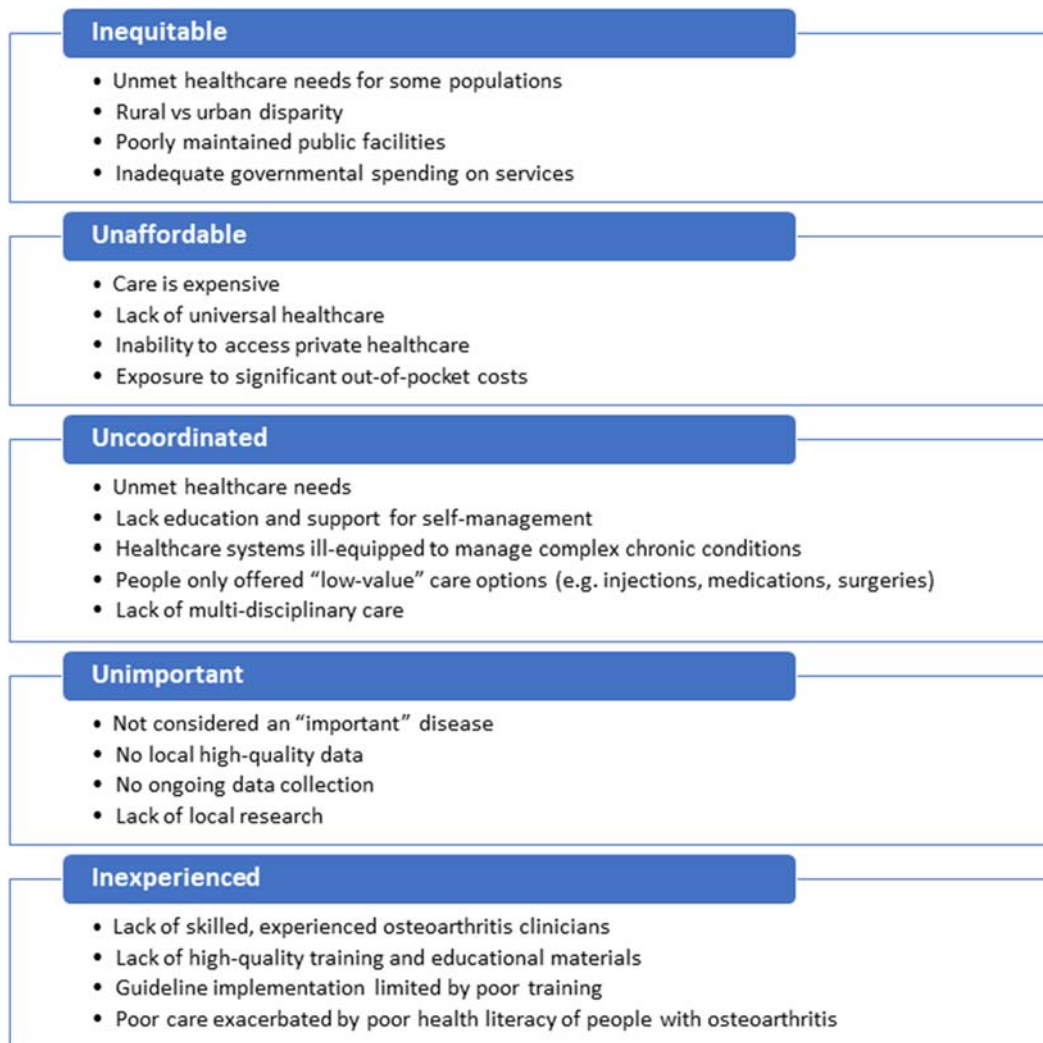 Inequitable
• Unmet healthcare needs for some populations
• Rural vs urban disparity
• Poorly maintained public facilities
• Inadequate governmental spending on services
Unaffordable
• Care is expensive
• Lack of universal healthcare
• Inability to access private healthcare
• Exposure to significant out-of-pocket costs
Uncoordinated
• Unmet healthcare needs
• Lack education and support for self-management
• Healthcare systems ill-equipped to manage complex chronic conditions
• People only offered “low-value” care options (e.g. injections, medications, surgeries)
• Lack of multi-disciplinary care
Unimportant
• Not considered an “important” disease
• No local high-quality data
• No ongoing data collection
• Lack of local research
Inexperienced
• Lack of skilled, experienced osteoarthritis clinicians
• Lack of high-quality training and educational materials
• Guideline implementation limited by poor training
• Poor care exacerbated by poor health literacy of people with osteoarthritis